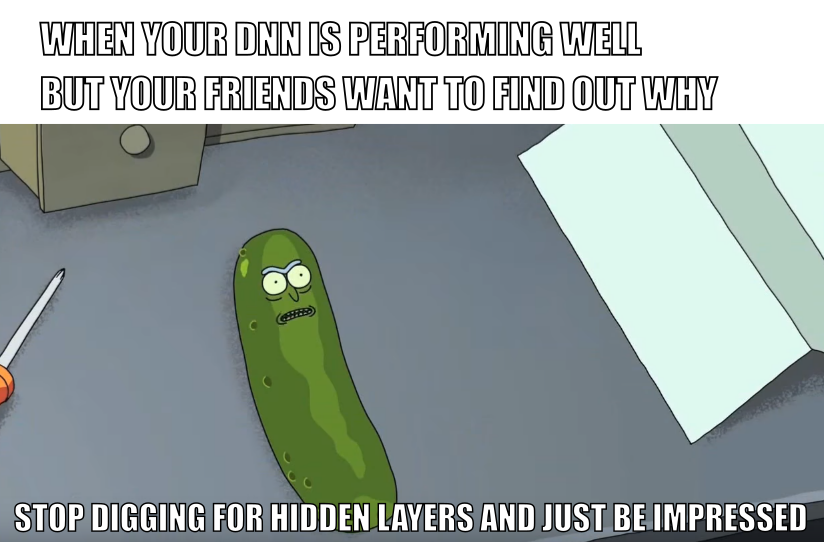 WHEN YOUR DNN IS PERFORMING WELL
BUT YOUR FRIENDS WANT TO FIND OUT WHY
STOP DIGGING FOR HIDDEN LAYERS AND JUST BE IMPRESSED